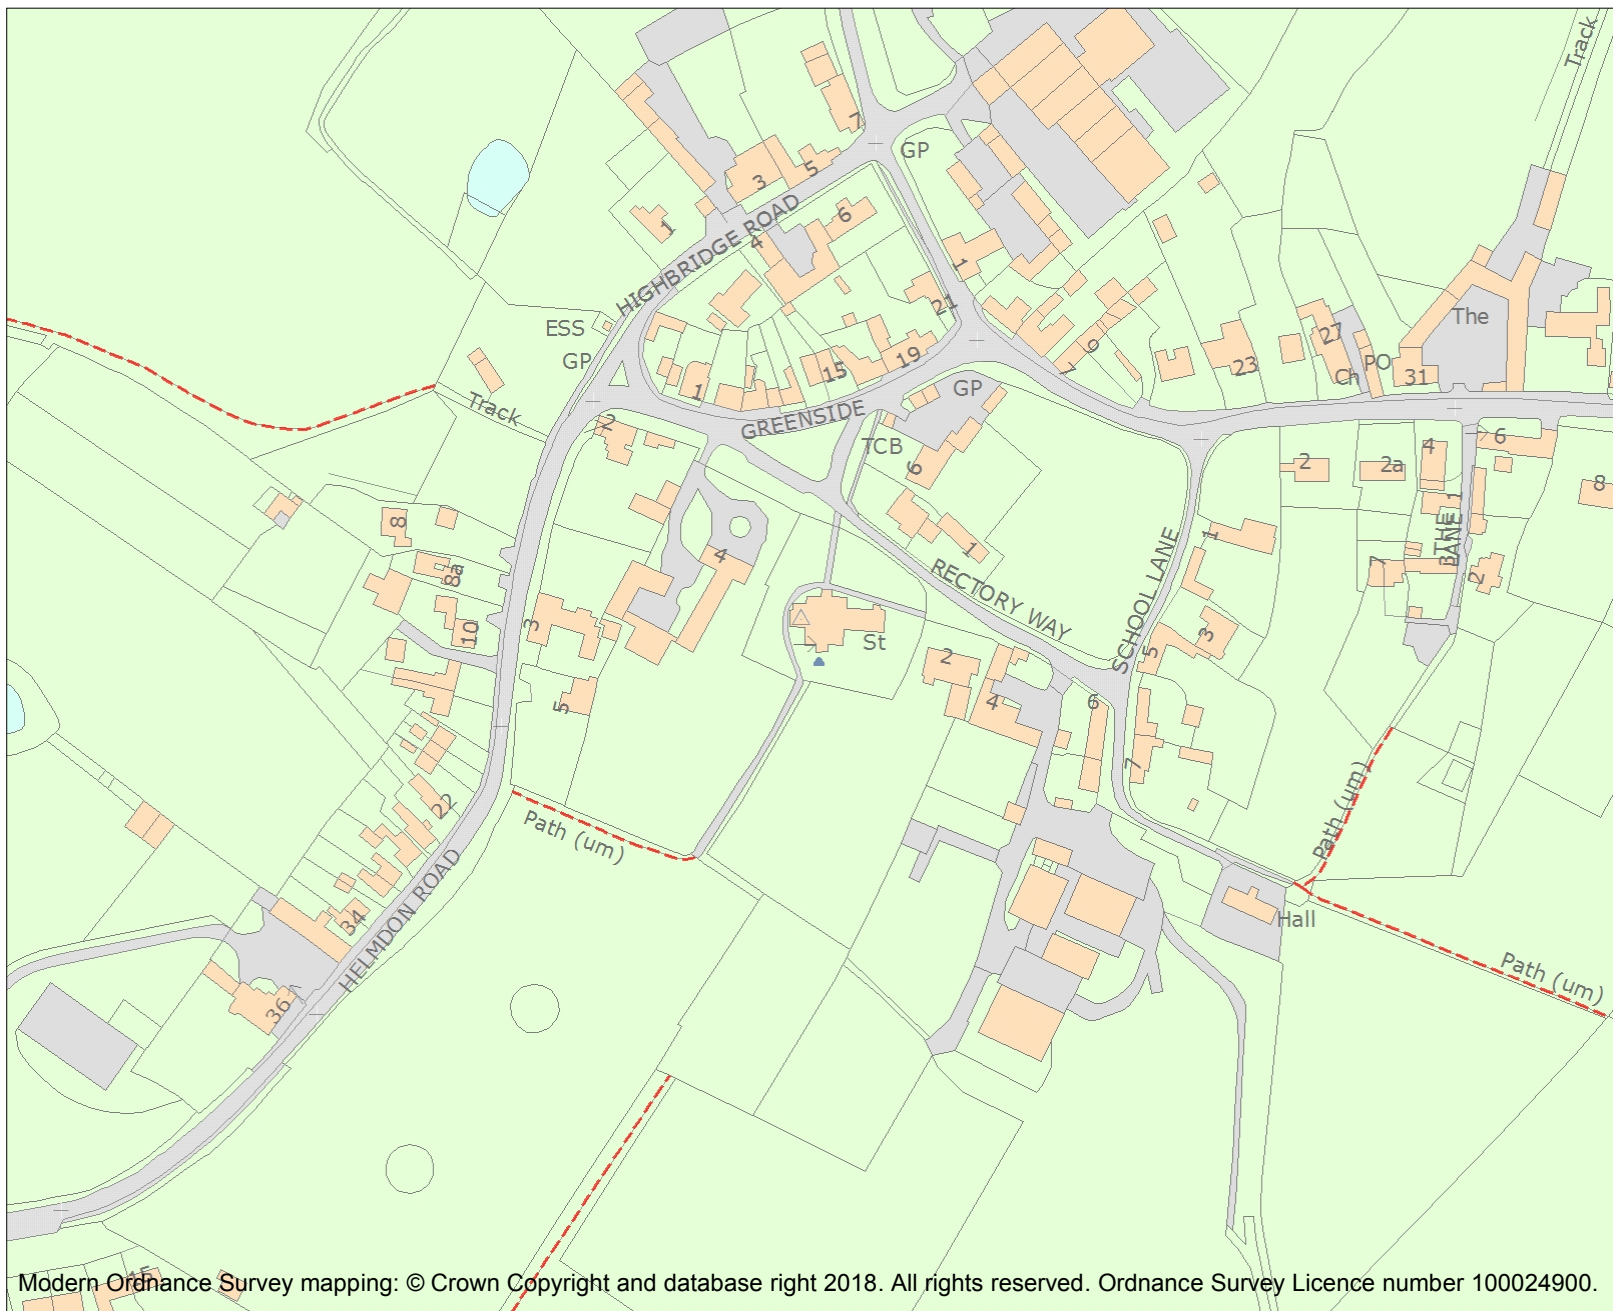 Track
7
GP
5
3
HIGHBRIDGE ROAD
6
1
4
1
21
ESS
GP
The
27
9
7
19
15
23
PO
Ch
31
1
GP
Track
2
GREENSIDE
TCB
6
4
6
2
2a
8
8
THE
LANE
1
1
1
4
7
2
8a
RECTORY WAY
SCHOOL LANE
10
3
St
3
5
2
4
6
5
7
Path (um)
22
Path (um)
HELMDON ROAD
34
Hall
Path (um)
36
15
Modern Ordnance Survey mapping: © Crown Copyright and database right 2018. All rights reserved. Ordnance Survey Licence number 100024900.